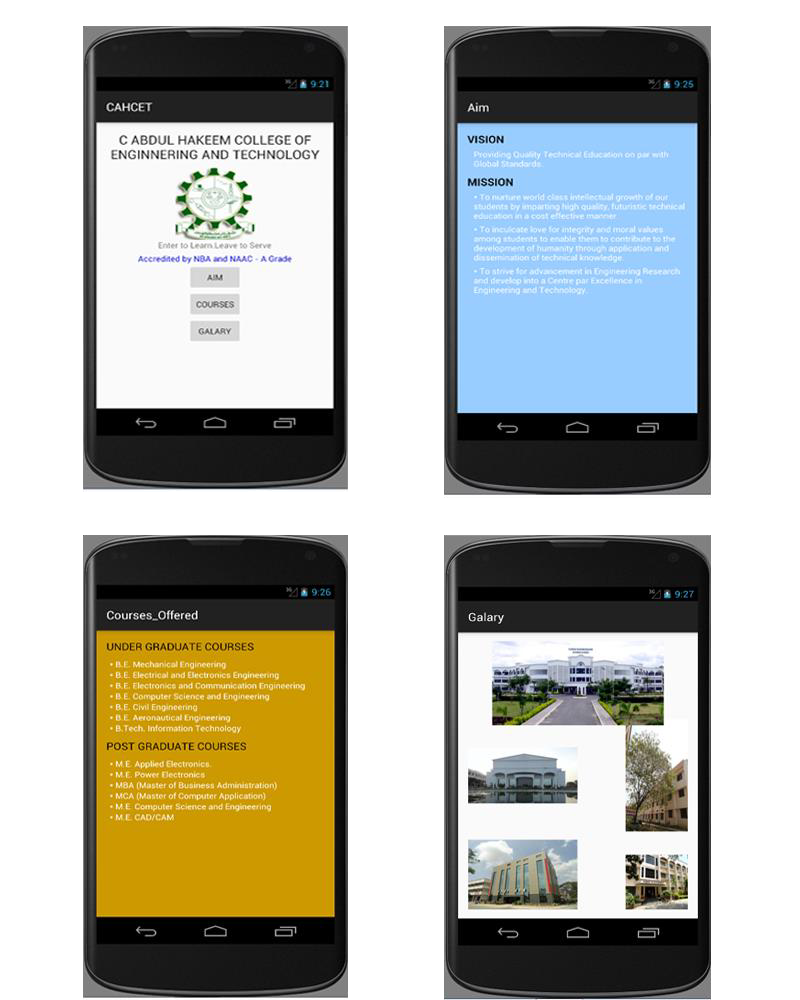 3G 9:21
CAHCET
C ABDUL HAKEEM COLLEGE OF
ENGINNERING AND TECHNOLOGY
Enter to Learn.Leave to Serve
Accredited by NBA and NAAC - A Grade
AIM
COURSES
GALARY
3G 9:25
Aim
VISION
Providing Quality Technical Education on par with
Global Standards.
MISSION
• To nurture world class intellectual growth of our
students by imparting high quality, futuristic technical
education in a cost effective manner.
• To inculcate love for integrity and moral values
among students to enable them to contribute to the
development of humanity through application and
dissemination of technical knowledge.
• To strive for advancement in Engineering Research
and develop into a Centre par Excellence in
Engineering and Technology.
3G 9:26
Courses_Offered
UNDER GRADUATE COURSES
• B.E. Mechanical Engineering
• B.E. Electrical and Electronics Engineering
• B.E. Electronics and Communication Engineering
• B.E. Computer Science and Engineering
• B.E. Civil Engineering
• B.E. Aeronautical Engineering
• B.Tech. Information Technology
POST GRADUATE COURSES
• M.E. Applied Electronics.
• M.E. Power Electronics
• MBA (Master of Business Administration)
• MCA (Master of Computer Application)
• M.E. Computer Science and Engineering
• M.E. CAD/CAM
3G 9:27
Galary